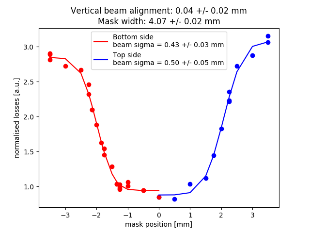 Vertical beam alignment: 0.04 +/- 0.02 mm
Mask width: 4.07 +/- 0.02 mm
Bottom side
beam sigma = 0.43 +/- 0.03 mm
Top side
beam sigma = 0.50 +/- 0.05 mm
normalised losses [a.u.]
3.0
2.5
2.0
1.5
1.0
−3
−2
−1
0
1
2
3
mask position [mm]